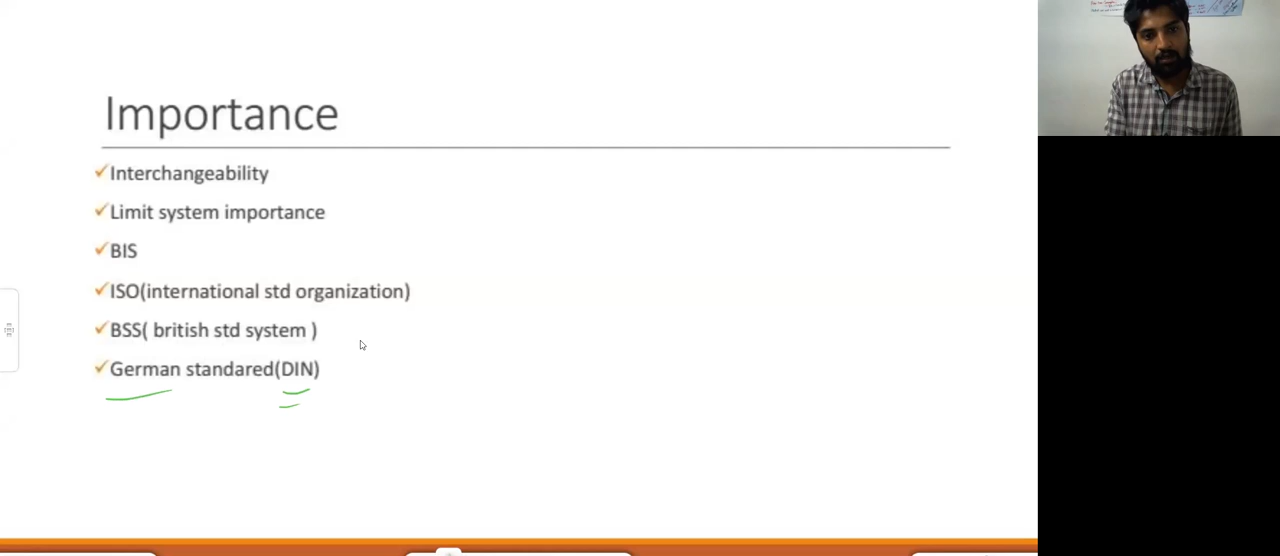 Importance
Interchangeability
Limit system importance
BIS
ISO(international std organization)
BSS( british std system )
German standared(DIN)